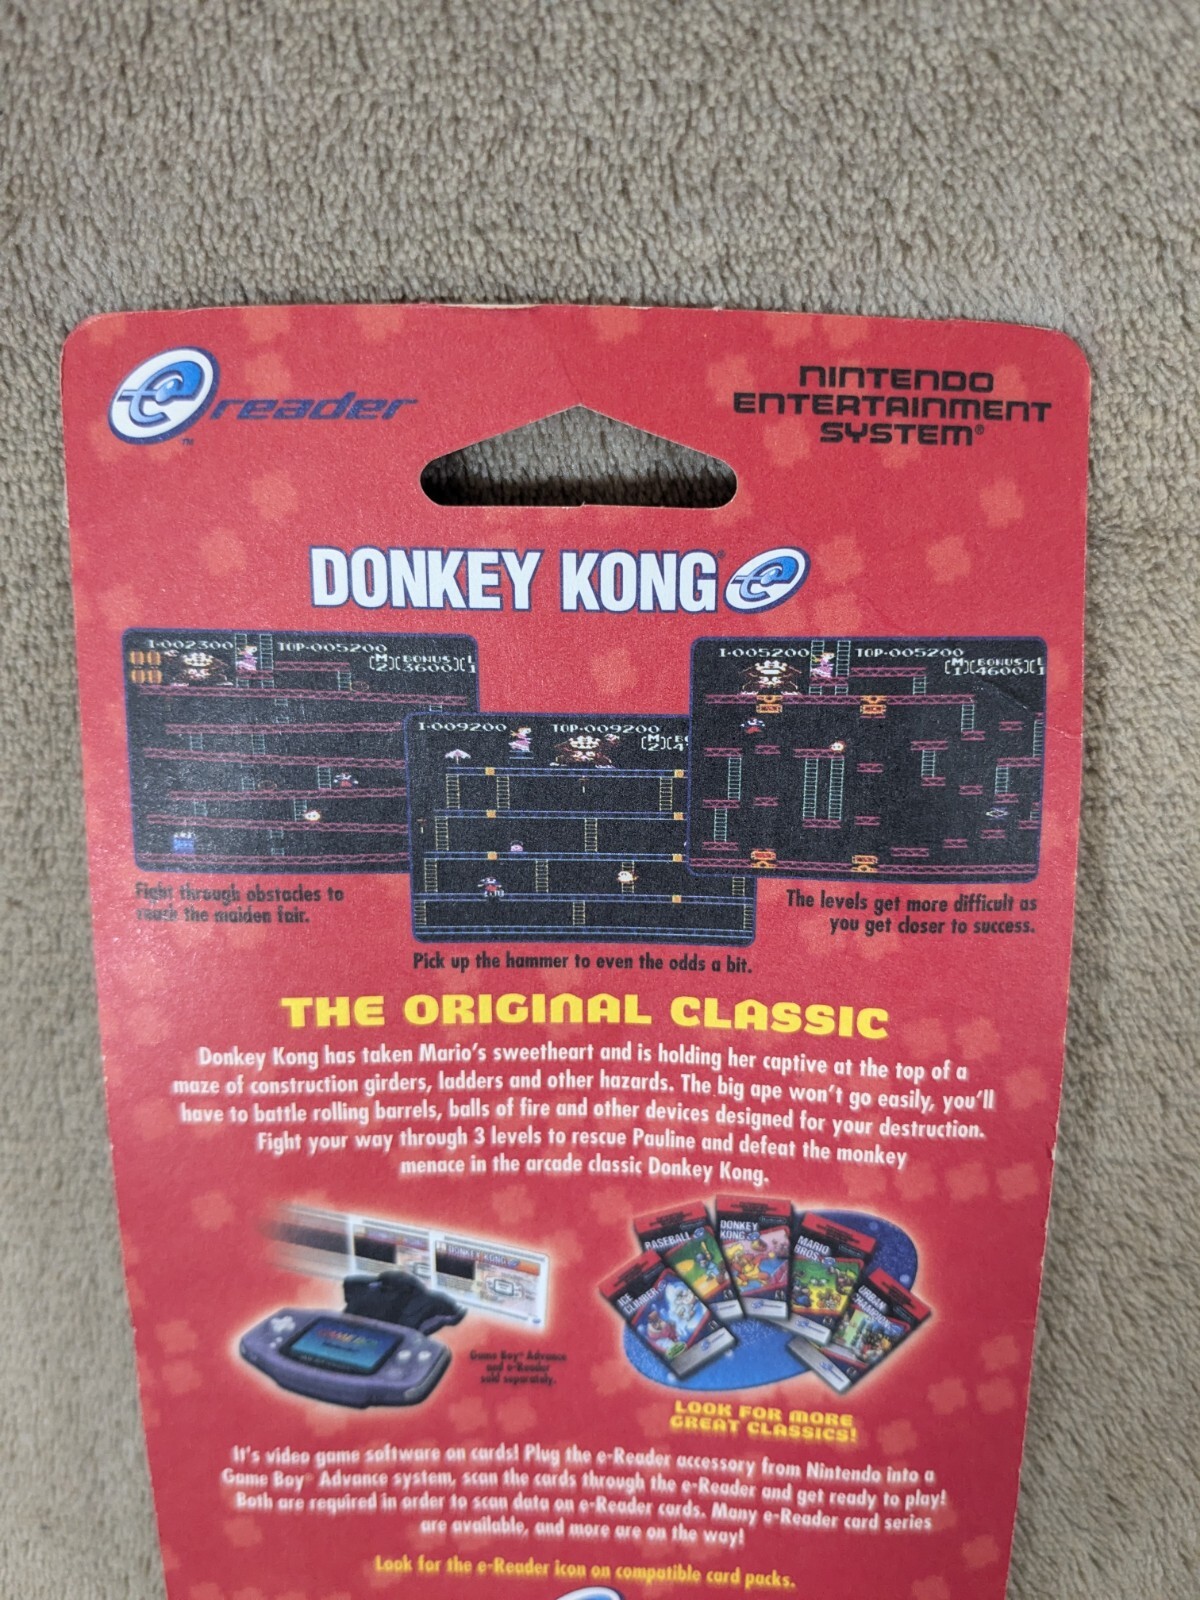 e reader™
NINTENDO
ENTERTAINMENT
SYSTEM®
DONKEY KONG® e
I-002300 TOP-005200
M BONUS L
2 3600 1
I-009200 TOP-009200
M
2
I-005200 TOP-005200
M BONUS L
1 4600 1
Fight through obstacles to
reach the maiden fair.
The levels get more difficult as
you get closer to success.
Pick up the hammer to even the odds a bit.
THE ORIGINAL CLASSIC
Donkey Kong has taken Mario's sweetheart and is holding her captive at the top of a
maze of construction girders, ladders and other hazards. The big ape won't go easily, you'll
have to battle rolling barrels, balls of fire and other devices designed for your destruction.
Fight your way through 3 levels to rescue Pauline and defeat the monkey
menace in the arcade classic Donkey Kong.
DONKEY KONG
GAME BOY
Game Boy® Advance
and e-Reader
sold separately.
ICE
CLIMBER
BASEBALL
DONKEY
KONG
MARIO
BROS.
URBAN
CHAMPION
LOOK FOR MORE
GREAT CLASSICS!
It's video game software on cards! Plug the e-Reader accessory from Nintendo into a
Game Boy® Advance system, scan the cards through the e-Reader and get ready to play!
Both are required in order to scan data on e-Reader cards. Many e-Reader card series
are available, and more are on the way!
Look for the e-Reader icon on compatible card packs.